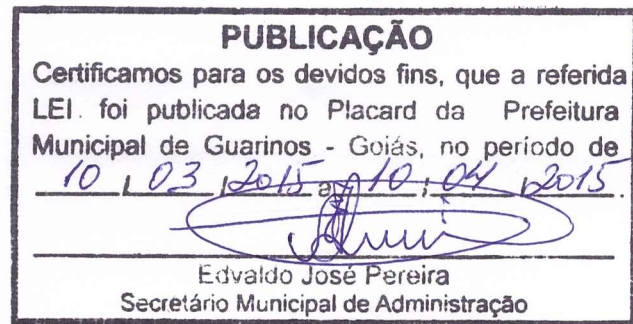 PUBLICAÇÃO
Certificamos para os devidos fins, que a referida
LEI. foi publicada no Placard da Prefeitura
Municipal de Guarinos - Goiás, no período de
10 / 03 / 2015 a 10 / 04 / 2015.
Edvaldo José Pereira
Secretário Municipal de Administração